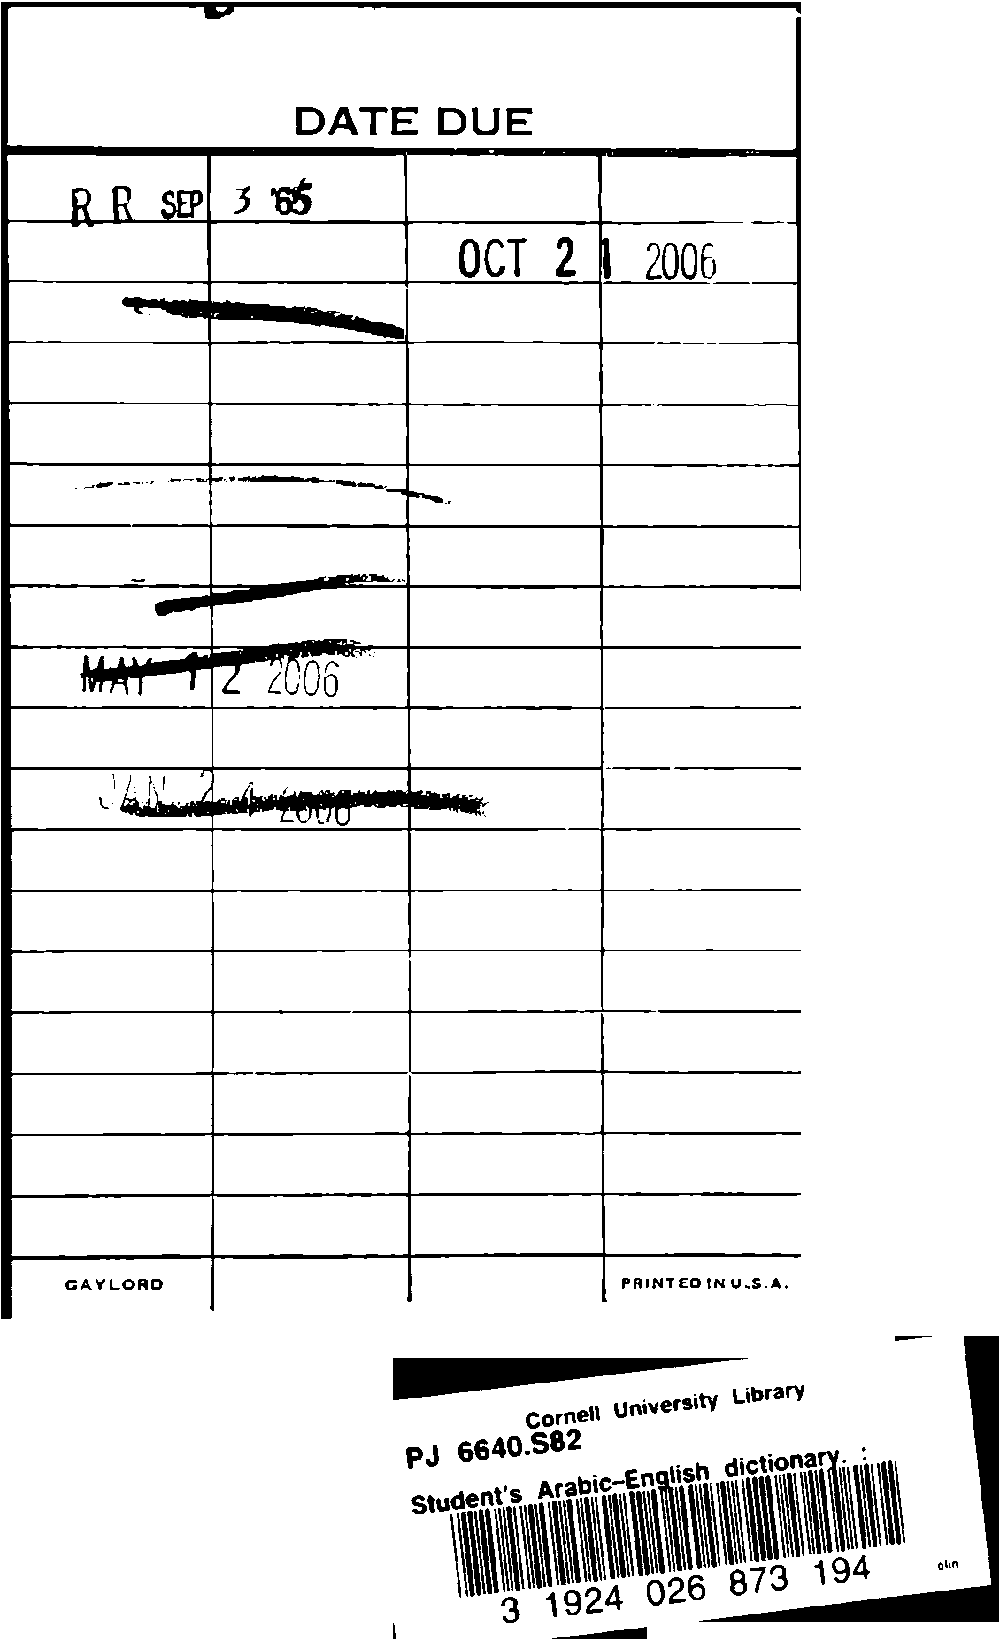 DATE DUE
R R SEP 3 '65
OCT 2 1 2006
MAY 1 2 2006
JAN 2 4 2006
GAYLORD
PRINTED IN U.S.A.
Cornell University Library
PJ 6640.S82
Student's Arabic-English dictionary. :
3 1924 026 873 194
olin